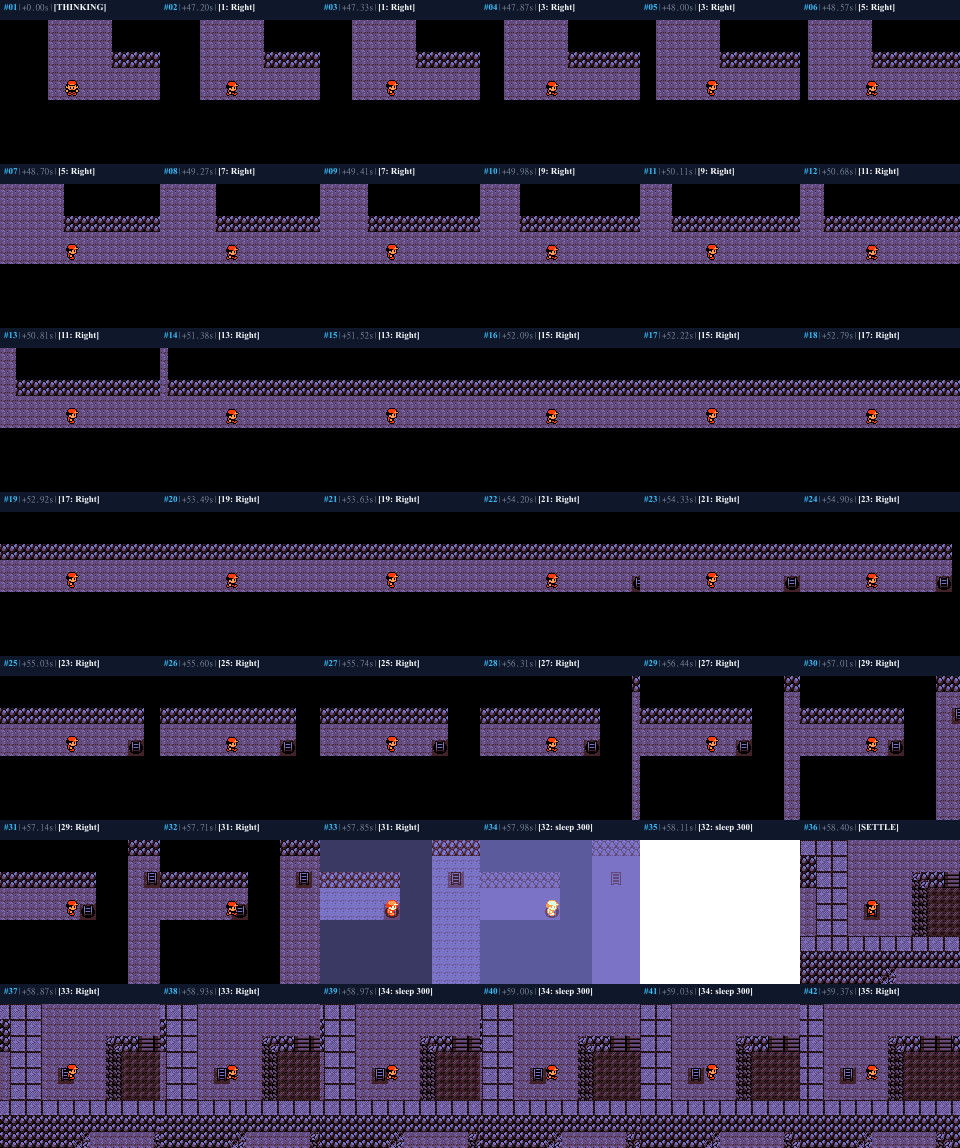 #01 | +0.00s | [THINKING]
#02 | +47.20s | [1: Right]
#03 | +47.33s | [1: Right]
#04 | +47.87s | [3: Right]
#05 | +48.00s | [3: Right]
#06 | +48.57s | [5: Right]
#07 | +48.70s | [5: Right]
#08 | +49.27s | [7: Right]
#09 | +49.41s | [7: Right]
#10 | +49.98s | [9: Right]
#11 | +50.11s | [9: Right]
#12 | +50.68s | [11: Right]
#13 | +50.81s | [11: Right]
#14 | +51.38s | [13: Right]
#15 | +51.52s | [13: Right]
#16 | +52.09s | [15: Right]
#17 | +52.22s | [15: Right]
#18 | +52.79s | [17: Right]
#19 | +52.92s | [17: Right]
#20 | +53.49s | [19: Right]
#21 | +53.63s | [19: Right]
#22 | +54.20s | [21: Right]
#23 | +54.33s | [21: Right]
#24 | +54.90s | [23: Right]
#25 | +55.03s | [23: Right]
#26 | +55.60s | [25: Right]
#27 | +55.74s | [25: Right]
#28 | +56.31s | [27: Right]
#29 | +56.44s | [27: Right]
#30 | +57.01s | [29: Right]
#31 | +57.14s | [29: Right]
#32 | +57.71s | [31: Right]
#33 | +57.85s | [31: Right]
#34 | +57.98s | [32: sleep 300]
#35 | +58.11s | [32: sleep 300]
#36 | +58.40s | [SETTLE]
#37 | +58.87s | [33: Right]
#38 | +58.93s | [33: Right]
#39 | +58.97s | [34: sleep 300]
#40 | +59.00s | [34: sleep 300]
#41 | +59.03s | [34: sleep 300]
#42 | +59.37s | [35: Right]